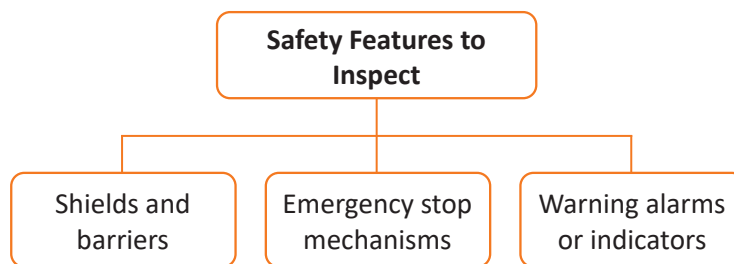 Safety Features to
Inspect
Shields and
barriers
Emergency stop
mechanisms
Warning alarms
or indicators